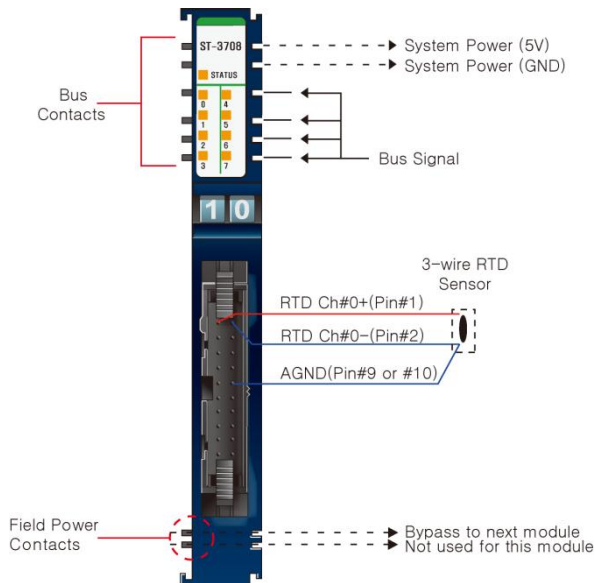 ST-3708
System Power (5V)
System Power (GND)
STATUS
Bus
Contacts
0 4
1 5
2 6
3 7
Bus Signal
10
3-wire RTD
Sensor
RTD Ch#0+(Pin#1)
RTD Ch#0-(Pin#2)
AGND(Pin#9 or #10)
Field Power
Contacts
Bypass to next module
Not used for this module